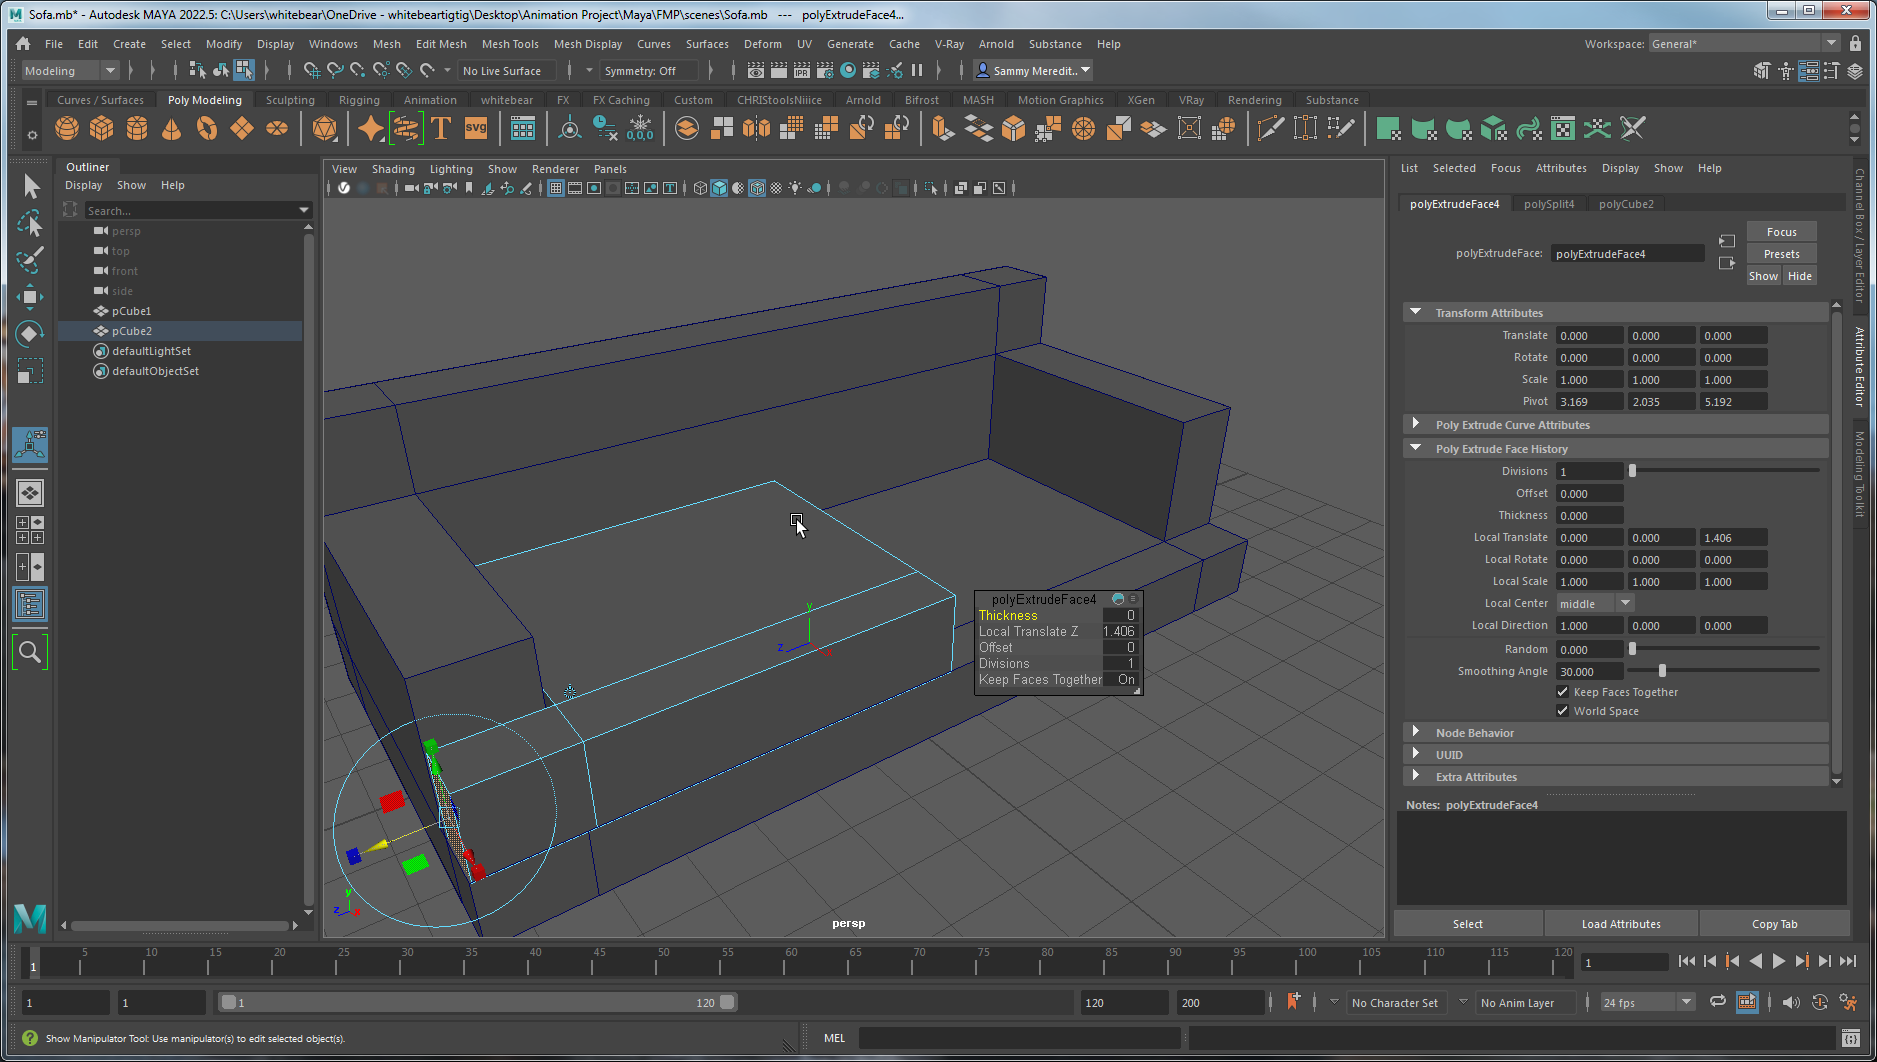 Sofa.mb* - Autodesk MAYA 2022.5: C:\Users\whitebear\OneDrive - whitebeartigtig\Desktop\Animation Project\Maya\FMP\scenes\Sofa.mb --- polyExtrudeFace4...
File Edit Create Select Modify Display Windows Mesh Edit Mesh Mesh Tools Mesh Display Curves Surfaces Deform UV Generate Cache V-Ray Arnold Substance Help
Workspace: General*
Modeling
No Live Surface
Symmetry: Off
IPR
Sammy Meredit..
Curves / Surfaces Poly Modeling Sculpting Rigging Animation whitebear FX FX Caching Custom CHRIStoolsNiiice Arnold Bifrost MASH Motion Graphics XGen VRay Rendering Substance
T
SVG
0,0,0
Outliner
Display Show Help
Search...
persp
top
front
side
pCube1
pCube2
defaultLightSet
defaultObjectSet
View Shading Lighting Show Renderer Panels
y
z
x
polyExtrudeFace4
Thickness 0
Local Translate Z 1.406
Offset 0
Divisions 1
Keep Faces Together On
y
z
x
persp
List Selected Focus Attributes Display Show Help
polyExtrudeFace4 polySplit4 polyCube2
polyExtrudeFace: polyExtrudeFace4
Focus
Presets
Show Hide
Transform Attributes
Translate 0.000 0.000 0.000
Rotate 0.000 0.000 0.000
Scale 1.000 1.000 1.000
Pivot 3.169 2.035 5.192
Poly Extrude Curve Attributes
Poly Extrude Face History
Divisions 1
Offset 0.000
Thickness 0.000
Local Translate 0.000 0.000 1.406
Local Rotate 0.000 0.000 0.000
Local Scale 1.000 1.000 1.000
Local Center middle
Local Direction 1.000 0.000 0.000
Random 0.000
Smoothing Angle 30.000
Keep Faces Together
World Space
Node Behavior
UUID
Extra Attributes
Notes: polyExtrudeFace4
Select Load Attributes Copy Tab
Channel Box / Layer Editor
Attribute Editor
Modeling Toolkit
1 5 10 15 20 25 30 35 40 45 50 55 60 65 70 75 80 85 90 95 100 105 110 115 120
1
1 1 1 120 120 200
No Character Set
No Anim Layer
24 fps
Show Manipulator Tool: Use manipulator(s) to edit selected object(s).
MEL